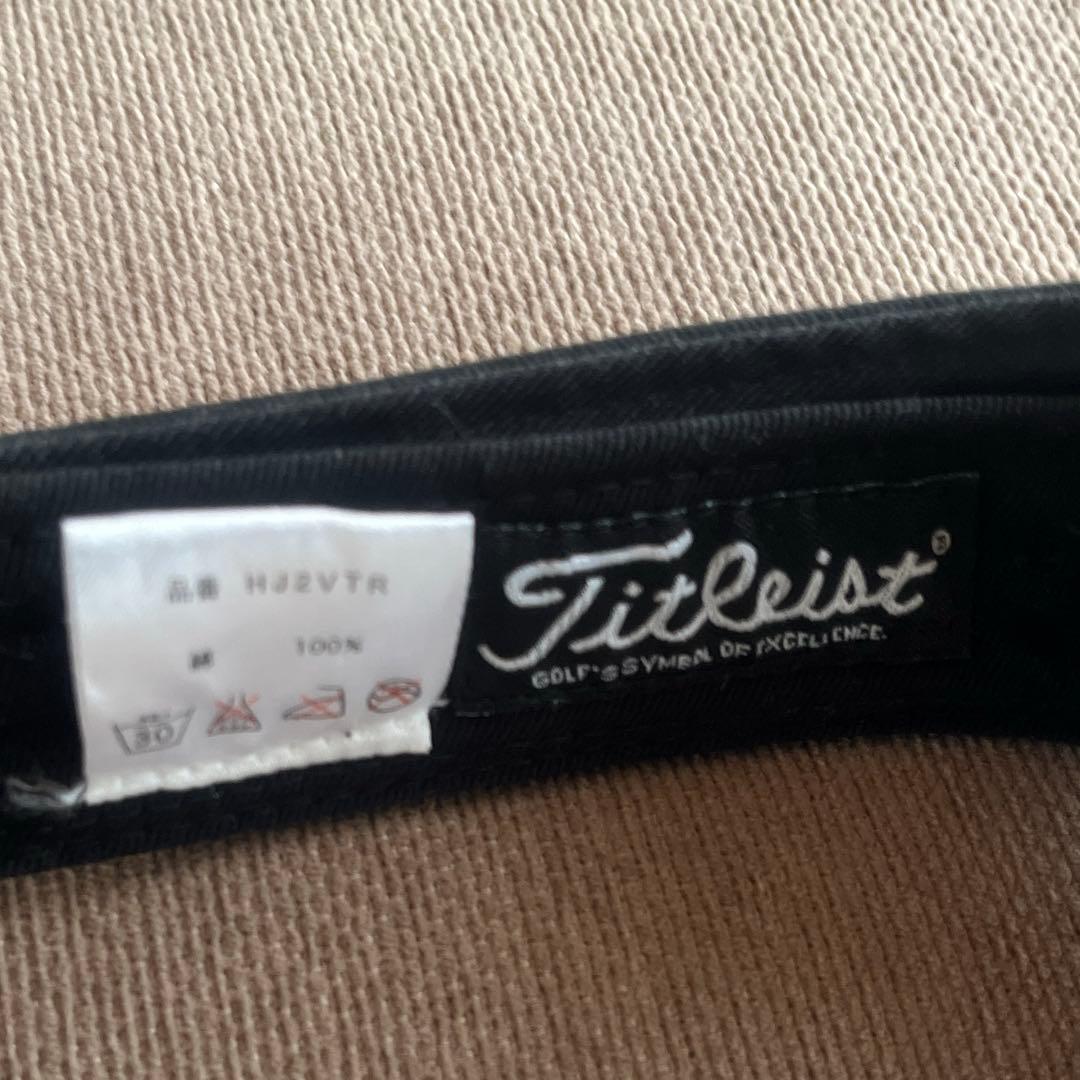 品番 HJ2VTR
綿 100%
30
Titleist®
GOLF'S SYMBOL OF EXCELLENCE.